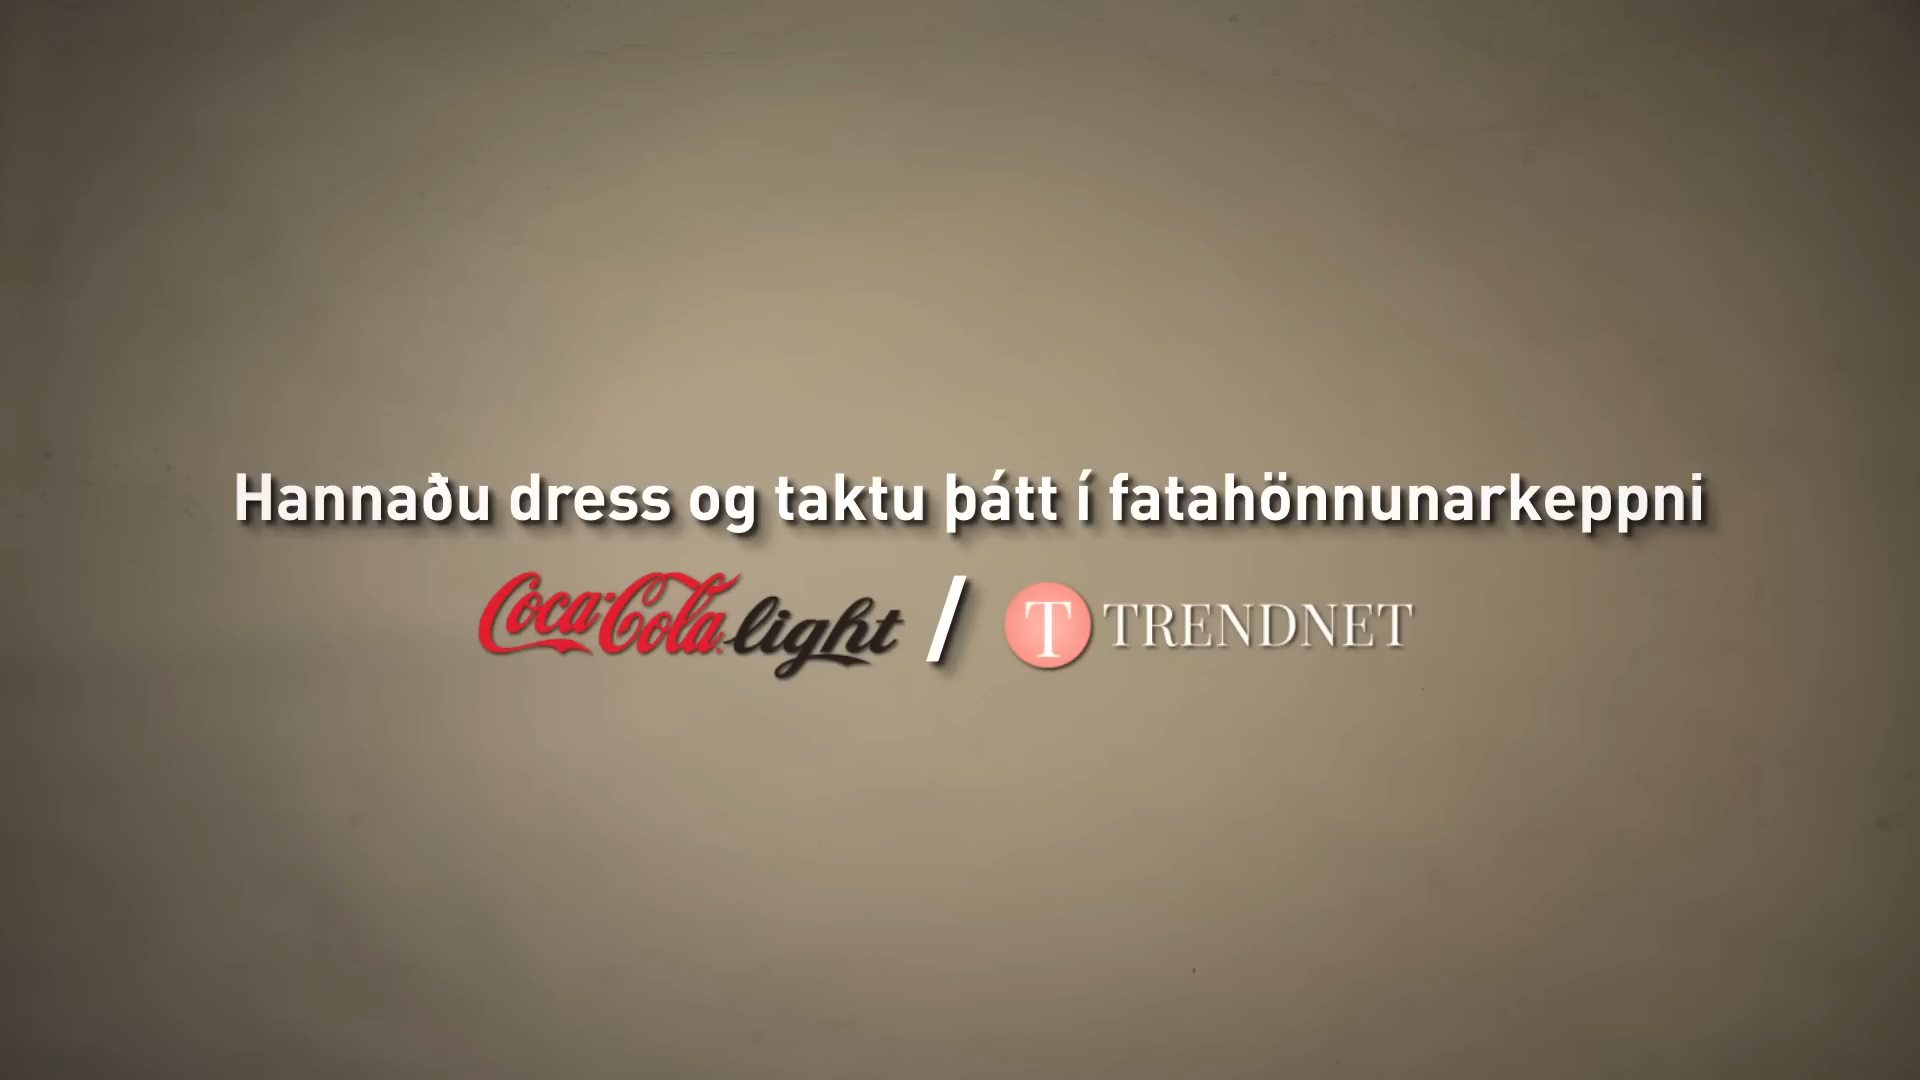 Hannaðu dress og taktu þátt í fatahönnunarkeppni
Coca-Cola light / T TRENDNET